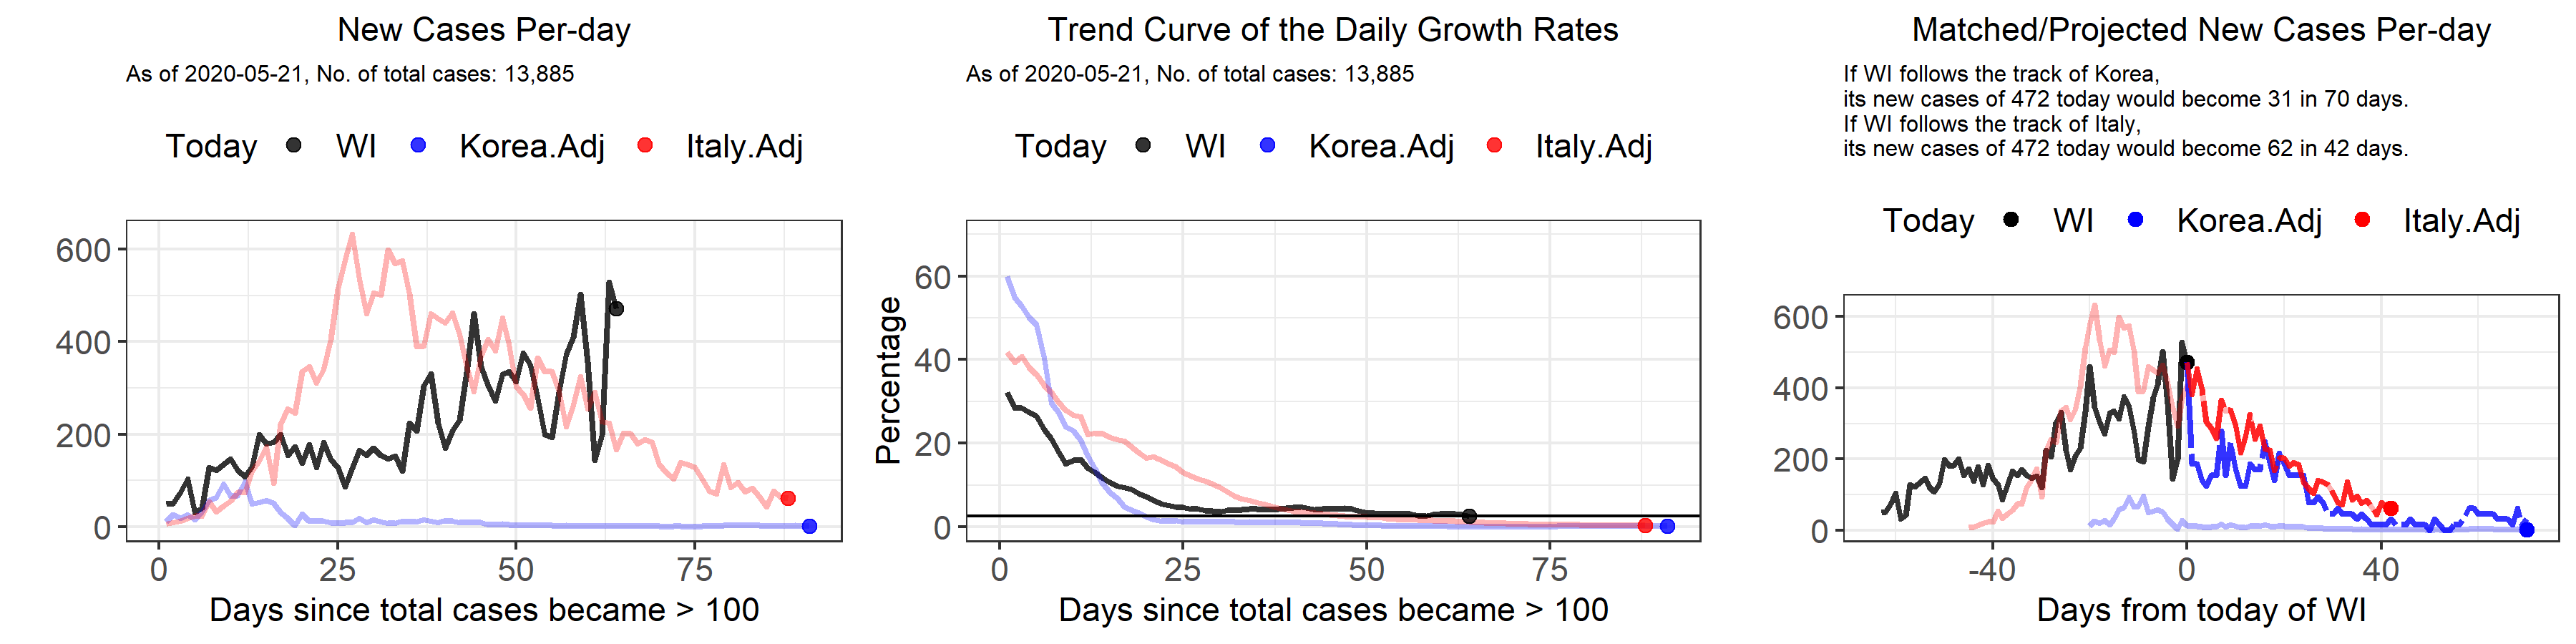 New Cases Per-day
As of 2020-05-21, No. of total cases: 13,885
Today WI Korea.Adj Italy.Adj
600
400
200
0
0 25 50 75
Days since total cases became > 100
Trend Curve of the Daily Growth Rates
As of 2020-05-21, No. of total cases: 13,885
Today WI Korea.Adj Italy.Adj
Percentage
60
40
20
0
0 25 50 75
Days since total cases became > 100
Matched/Projected New Cases Per-day
If WI follows the track of Korea,
its new cases of 472 today would become 31 in 70 days.
If WI follows the track of Italy,
its new cases of 472 today would become 62 in 42 days.
Today WI Korea.Adj Italy.Adj
600
400
200
0
-40 0 40
Days from today of WI